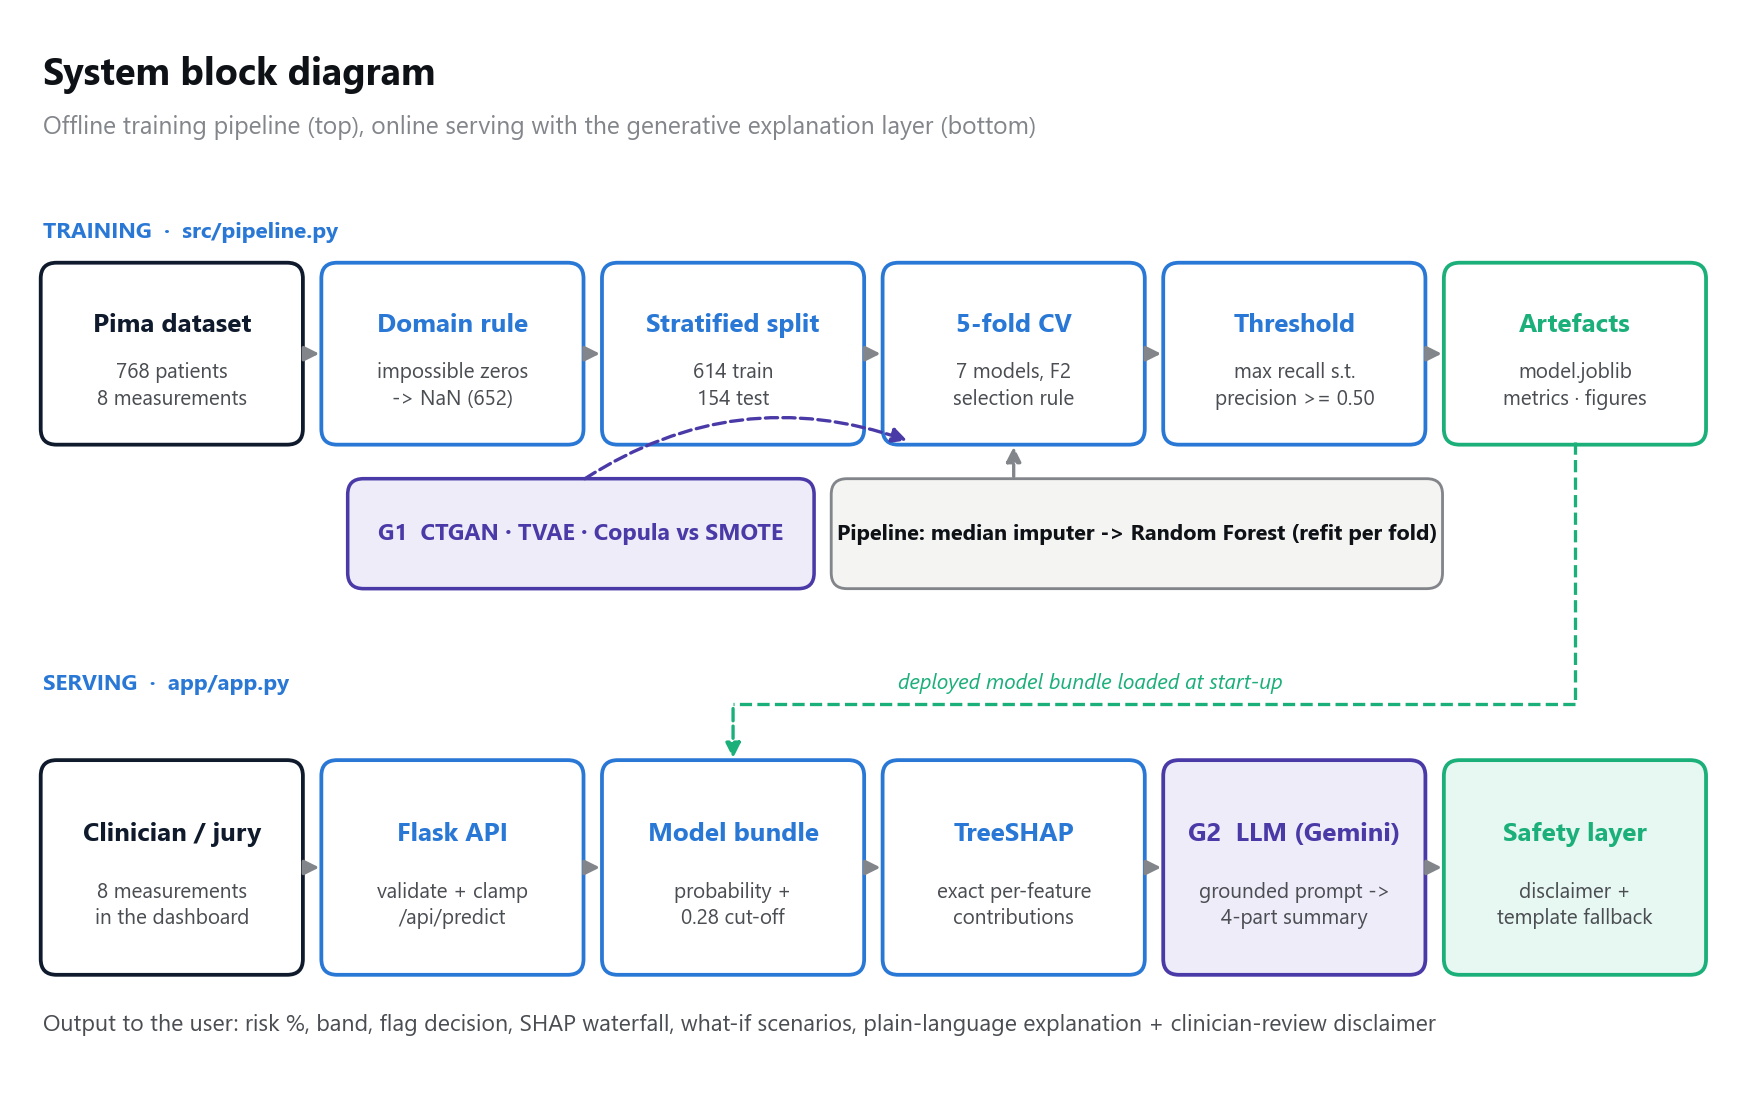 System block diagram
Offline training pipeline (top), online serving with the generative explanation layer (bottom)
TRAINING · src/pipeline.py
Pima dataset
768 patients
8 measurements
Domain rule
impossible zeros
-> NaN (652)
Stratified split
614 train
154 test
5-fold CV
7 models, F2
selection rule
Threshold
max recall s.t.
precision >= 0.50
Artefacts
model.joblib
metrics · figures
G1 CTGAN · TVAE · Copula vs SMOTE
Pipeline: median imputer -> Random Forest (refit per fold)
SERVING · app/app.py
deployed model bundle loaded at start-up
Clinician / jury
8 measurements
in the dashboard
Flask API
validate + clamp
/api/predict
Model bundle
probability +
0.28 cut-off
TreeSHAP
exact per-feature
contributions
G2 LLM (Gemini)
grounded prompt ->
4-part summary
Safety layer
disclaimer +
template fallback
Output to the user: risk %, band, flag decision, SHAP waterfall, what-if scenarios, plain-language explanation + clinician-review disclaimer